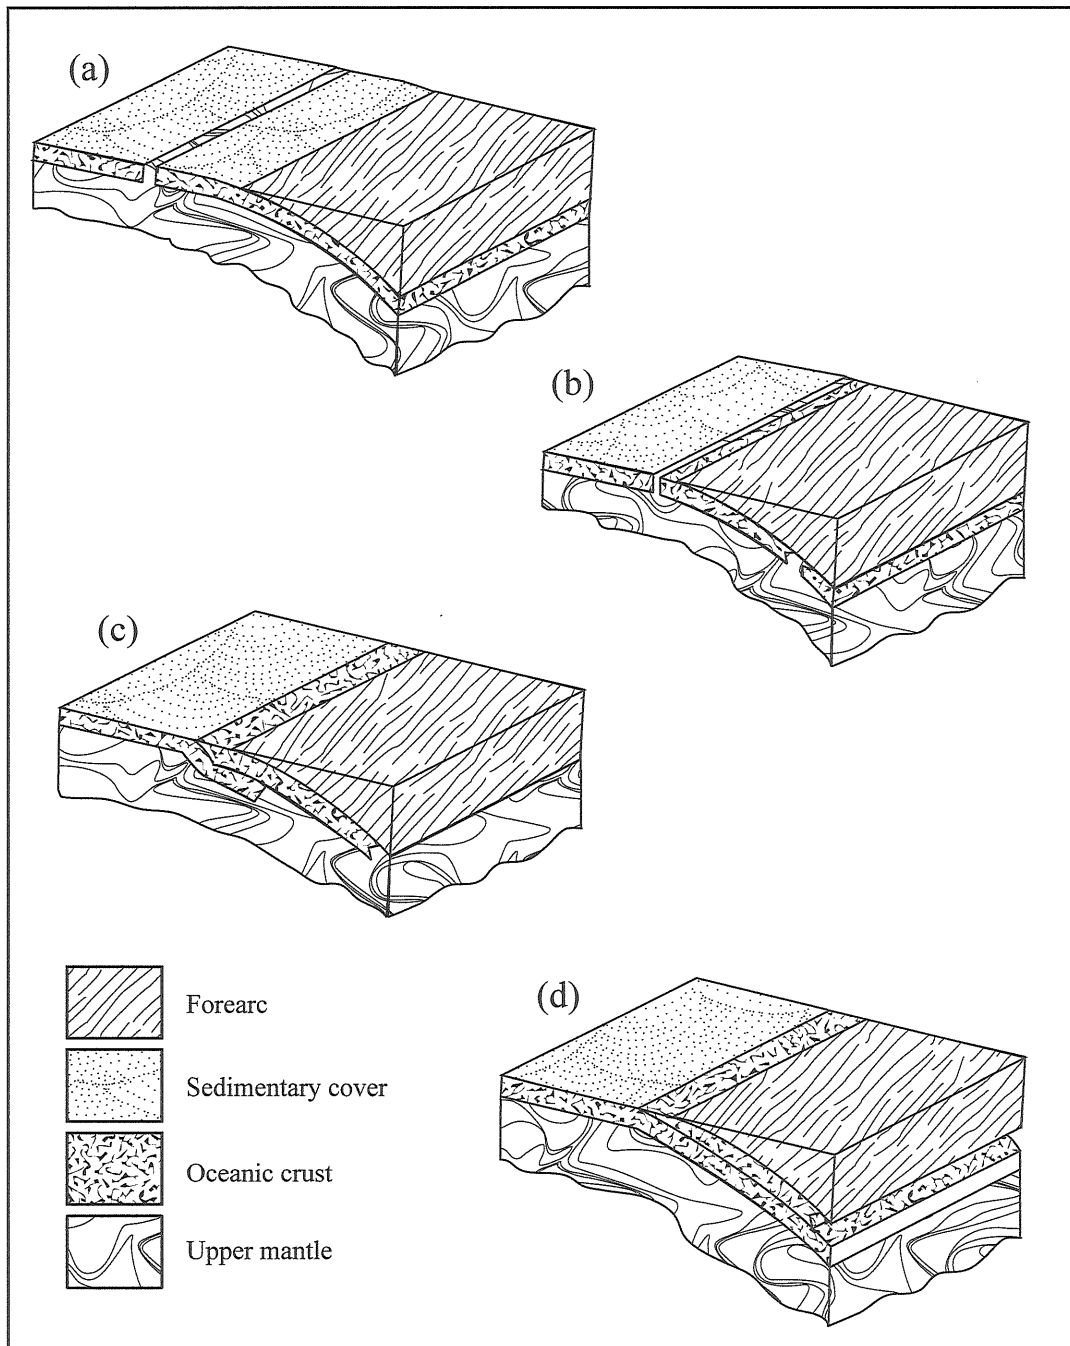 (a)
(b)
(c)
(d)
Forearc
Sedimentary cover
Oceanic crust
Upper mantle